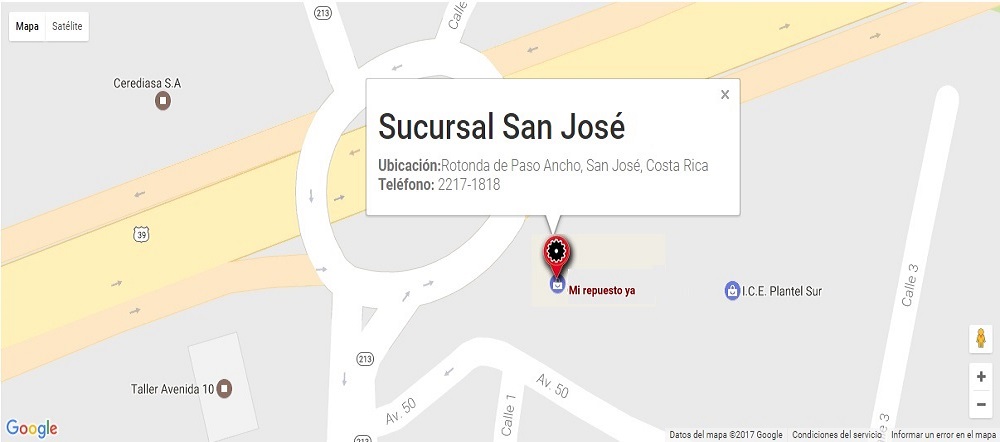 Mapa Satélite
213
Calle
Cerediasa S.A
Sucursal San José
Ubicación:Rotonda de Paso Ancho, San José, Costa Rica
Teléfono: 2217-1818
39
Mi repuesto ya
I.C.E. Plantel Sur
Calle 3
213
Taller Avenida 10
Av. 50
Av. 50
Calle 1
3
213
Google
Datos del mapa ©2017 Google Condiciones del servicio Informar un error en el mapa